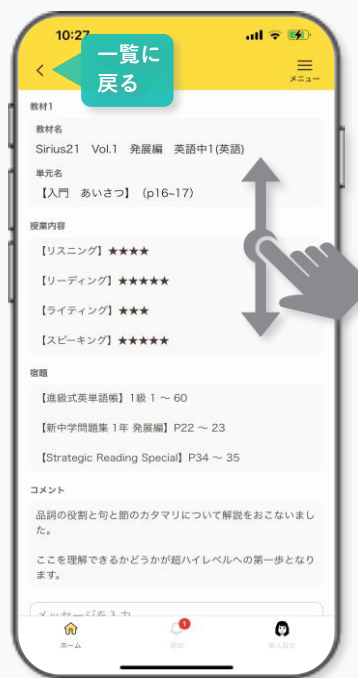 10:27
一覧に
戻る
メニュー
教材1
教材名
Sirius21 Vol.1 発展編 英語中1(英語)
単元名
【入門 あいさつ】(p16~17)
授業内容
【リスニング】★★★★
【リーディング】★★★★★
【ライティング】★★★
【スピーキング】★★★★★
宿題
【進級式英単語帳】1級 1 ～ 60
【新中学問題集 1年 発展編】P22 ～ 23
【Strategic Reading Special】P34 ～ 35
コメント
品詞の役割と句と節のカタマリについて解説をおこないまし
た。
ここを理解できるかどうかが超ハイレベルへの第一歩となり
ます。
メッセージを入力
1
ホーム
通知
個人設定